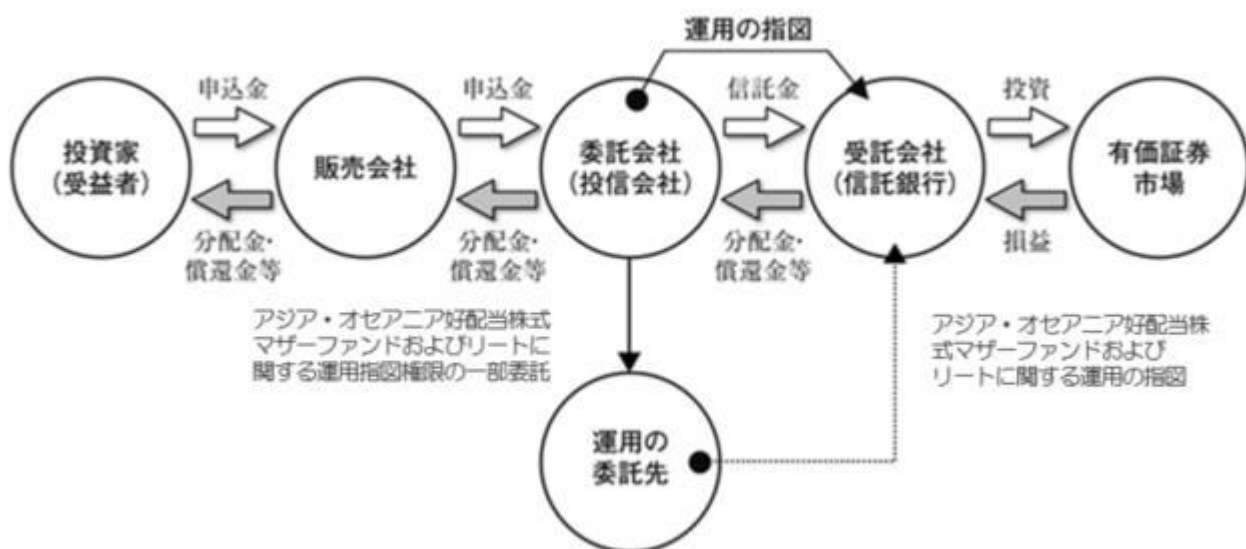 運用の指図
申込金
申込金
信託金
投資
投資家
(受益者)
販売会社
委託会社
(投信会社)
受託会社
(信託銀行)
有価証券
市場
分配金・
償還金等
分配金・
償還金等
分配金・
償還金等
損益
アジア・オセアニア好配当株式
マザーファンドおよびリートに
関する運用指図権限の一部委託
アジア・オセアニア好配当株
式マザーファンドおよび
リートに関する運用の指図
運用の
委託先